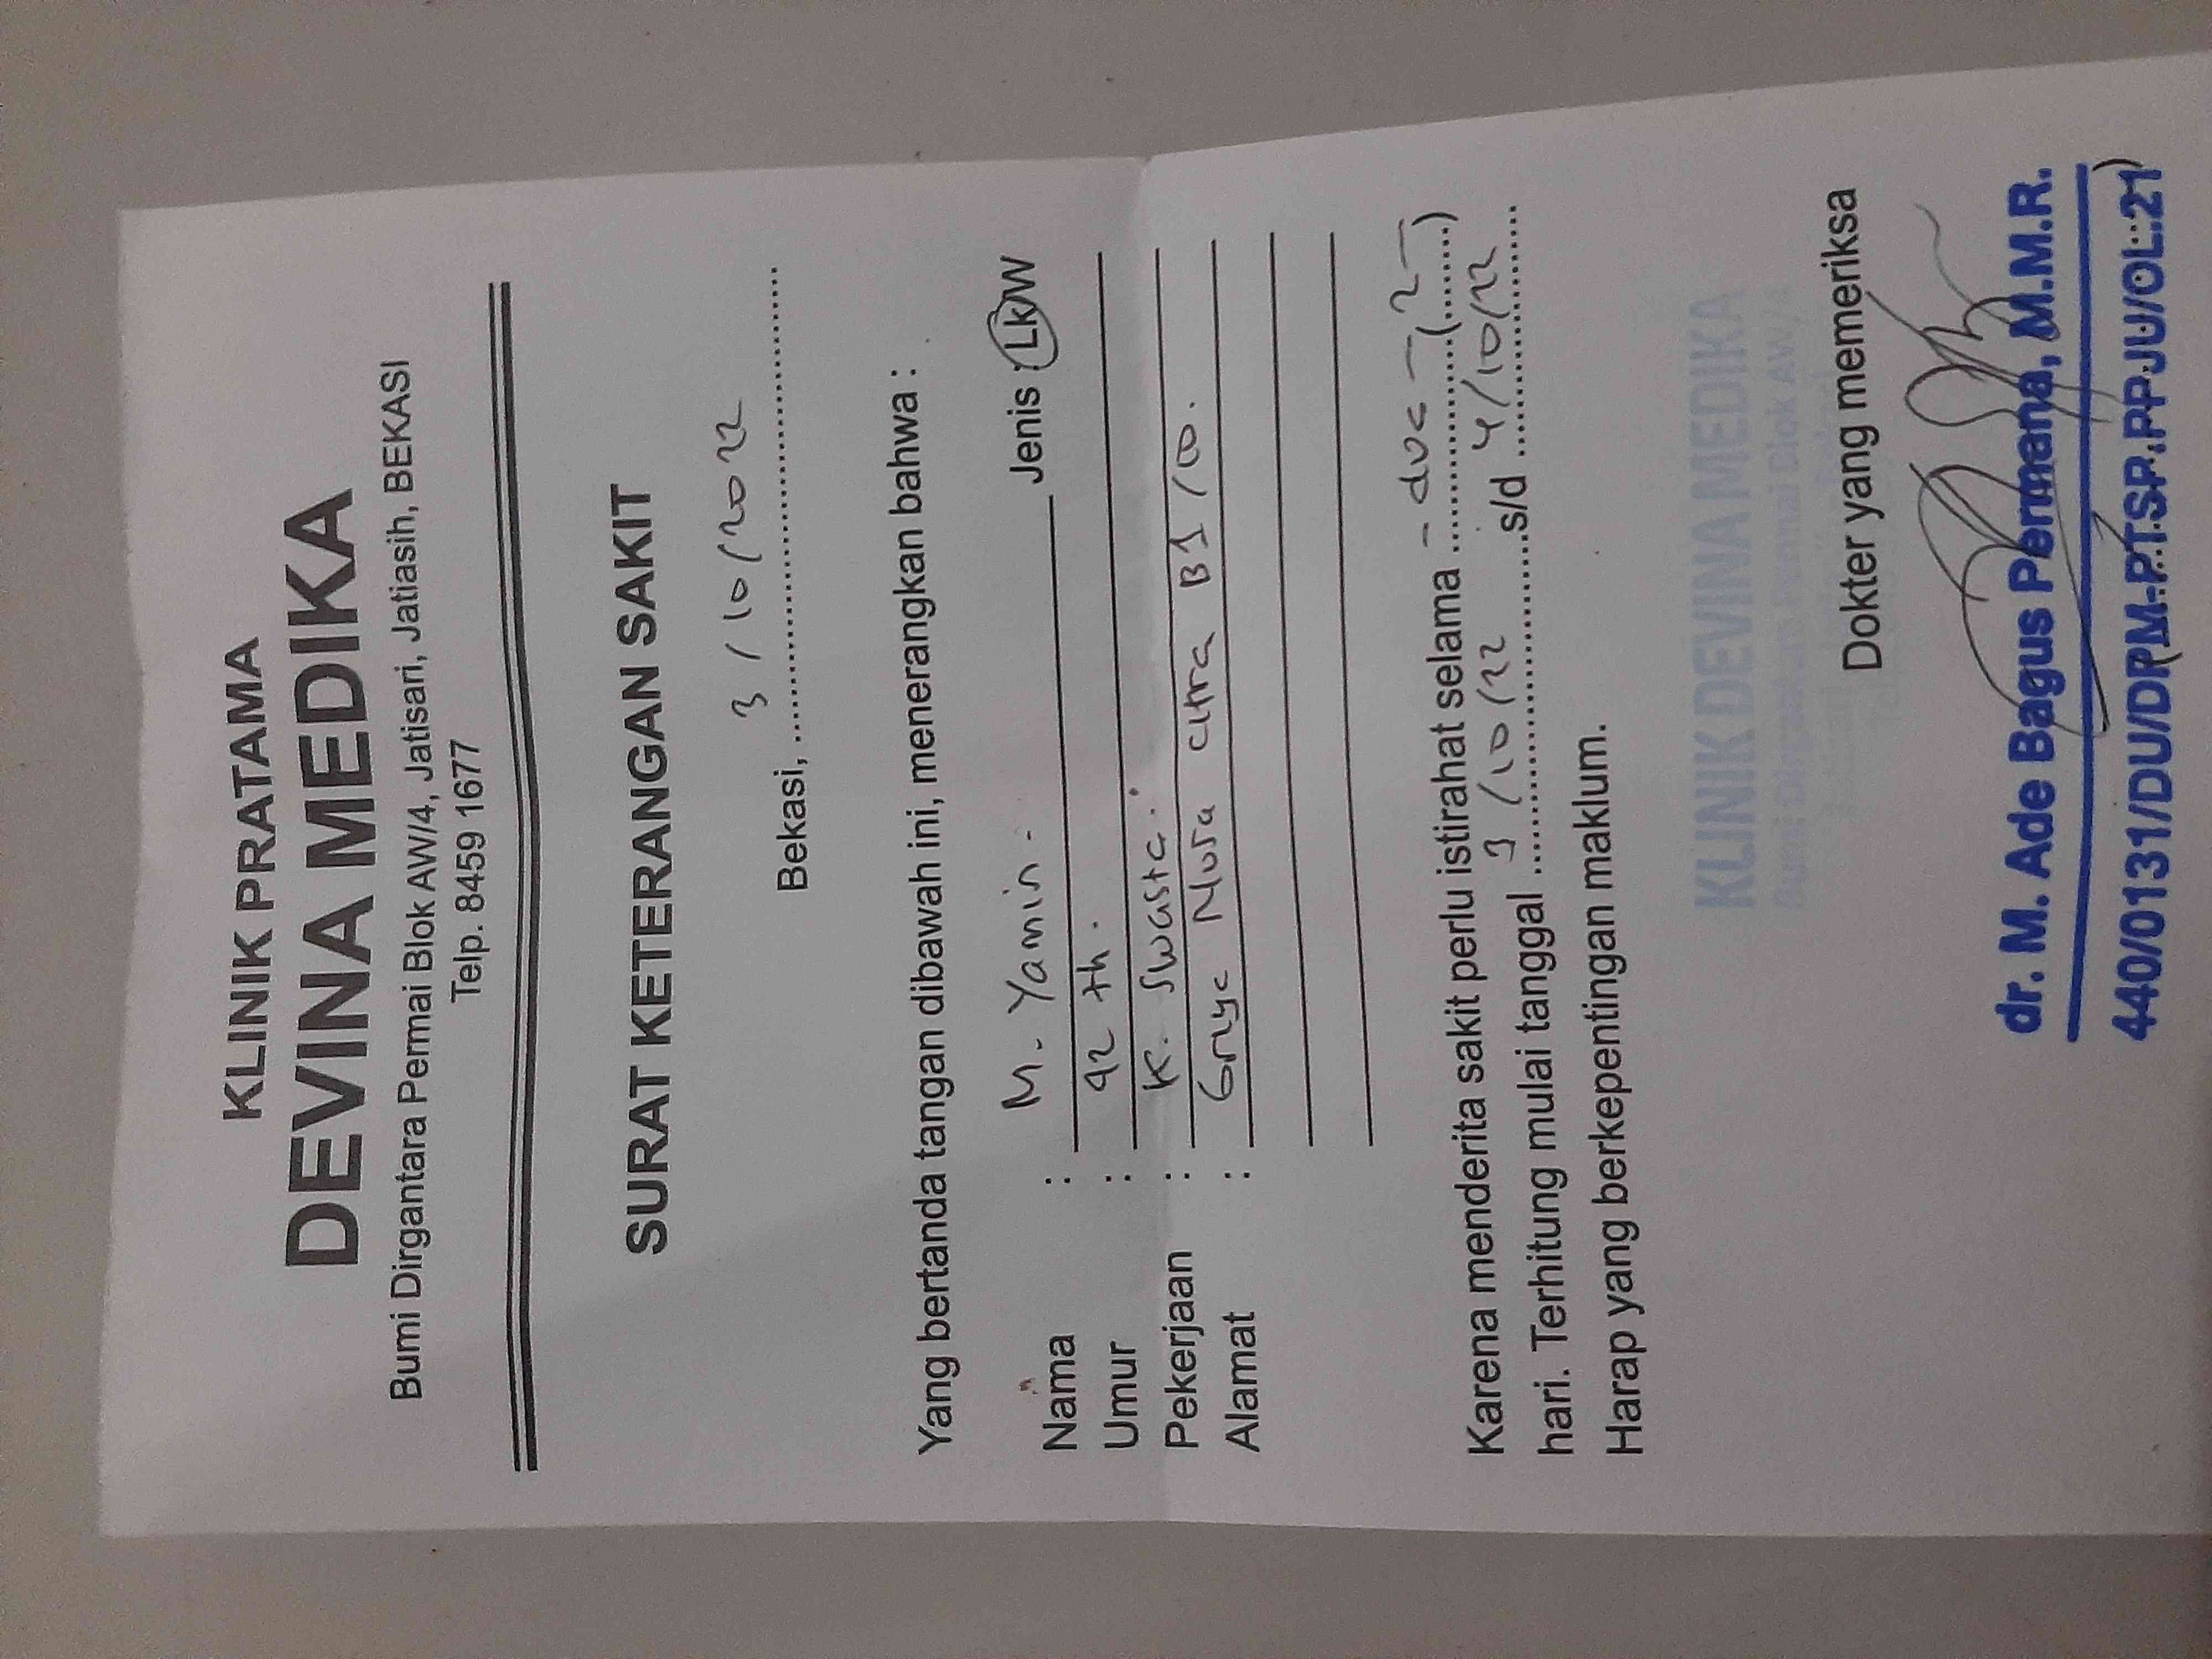 KLINIK PRATAMA
DEVINA MEDIKA
Bumi Dirgantara Permai Blok AW/4, Jatisari, Jatiasih, BEKASI
Telp. 8459 1677
SURAT KETERANGAN SAKIT
Bekasi, 3/10/2022
Yang bertanda tangan dibawah ini, menerangkan bahwa :
Nama : M. Yamin. Jenis : Lk/W
Umur : 42 th.
Pekerjaan : K. Swasta.
Alamat : Nusa Citra B1/10.
Karena menderita sakit perlu istirahat selama - dua - (2-)
hari. Terhitung mulai tanggal 3/10/22 s/d 4/10/22
Harap yang berkepentingan maklum.
KLINIK DEVINA MEDIKA
Bumi Dirgantara Permai Blok AW/4
Dokter yang memeriksa
dr. M. Ade Bagus Permana, M.M.R.
440/0131/DU/DPM-PTSP.PPJU/OL.21